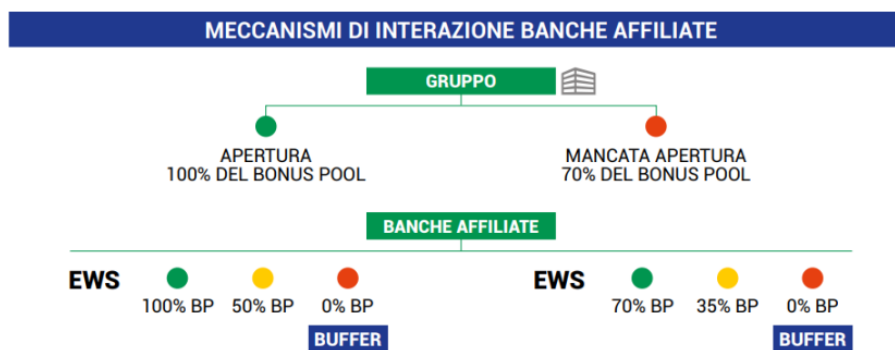 MECCANISMI DI INTERAZIONE BANCHE AFFILIATE
GRUPPO
APERTURA
100% DEL BONUS POOL
MANCATA APERTURA
70% DEL BONUS POOL
BANCHE AFFILIATE
EWS
100% BP
50% BP
0% BP
BUFFER
EWS
70% BP
35% BP
0% BP
BUFFER